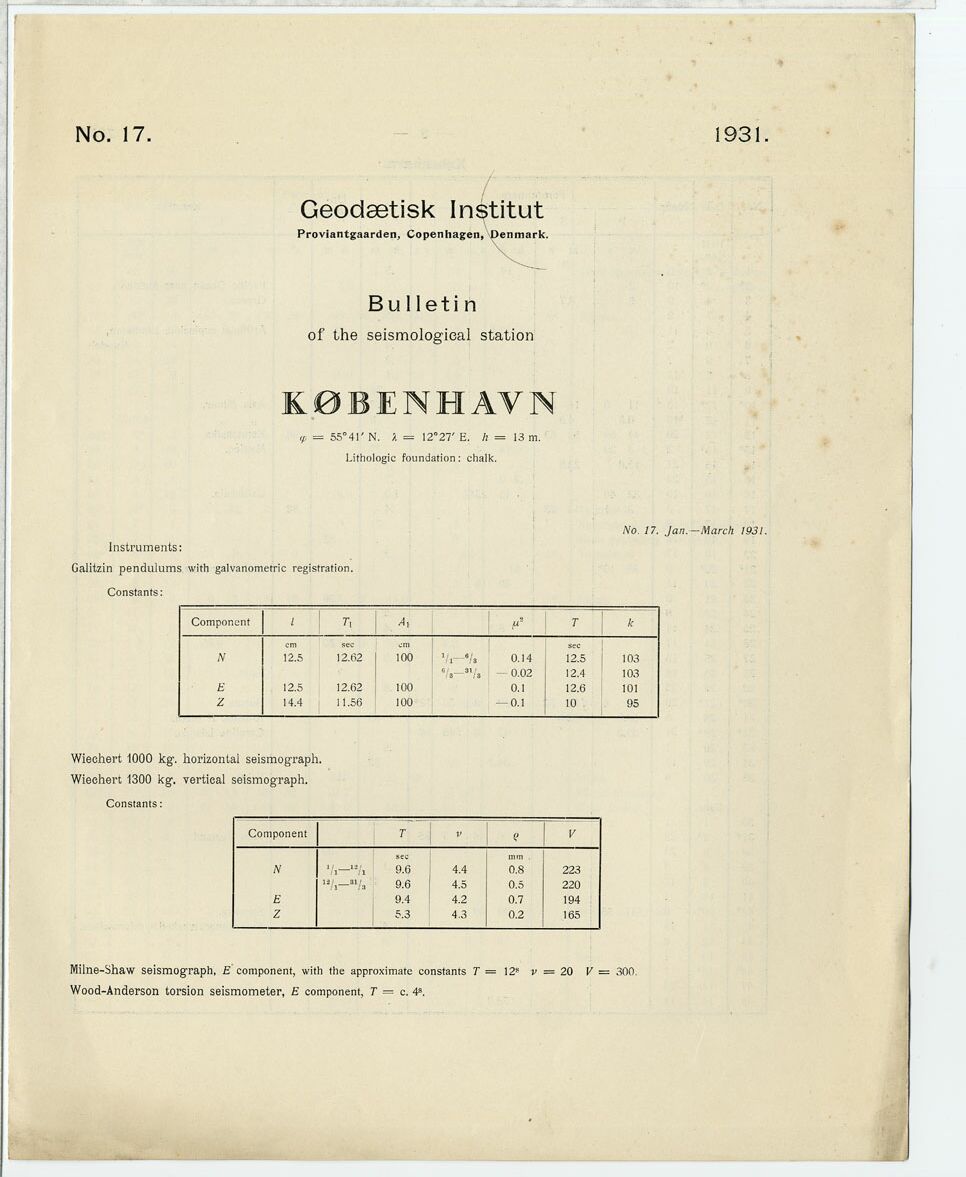 No. 17.
1931.
Geodætisk Institut
Proviantgaarden, Copenhagen, Denmark.
Bulletin
of the seismological station
KØBENHAVN
φ = 55°41′ N. λ = 12°27′ E. h = 13 m.
Lithologic foundation: chalk.
No. 17. Jan.—March 1931.
Instruments:
Galitzin pendulums with galvanometric registration.
Constants:
Component l T₁ A₁ μ² T k
cm sec cm sec
N 12.5 12.62 100 ¹/₁—⁶/₃ 0.14 12.5 103
⁶/₃—³¹/₃ —0.02 12.4 103
E 12.5 12.62 100 0.1 12.6 101
Z 14.4 11.56 100 —0.1 10 95
Wiechert 1000 kg. horizontal seismograph.
Wiechert 1300 kg. vertical seismograph.
Constants:
Component T ν ϱ V
sec mm
N ¹/₁—¹²/₁ 9.6 4.4 0.8 223
¹²/₁—³¹/₃ 9.6 4.5 0.5 220
E 9.4 4.2 0.7 194
Z 5.3 4.3 0.2 165
Milne-Shaw seismograph, E component, with the approximate constants T = 12ˢ ν = 20 V = 300.
Wood-Anderson torsion seismometer, E component, T = c. 4ˢ.